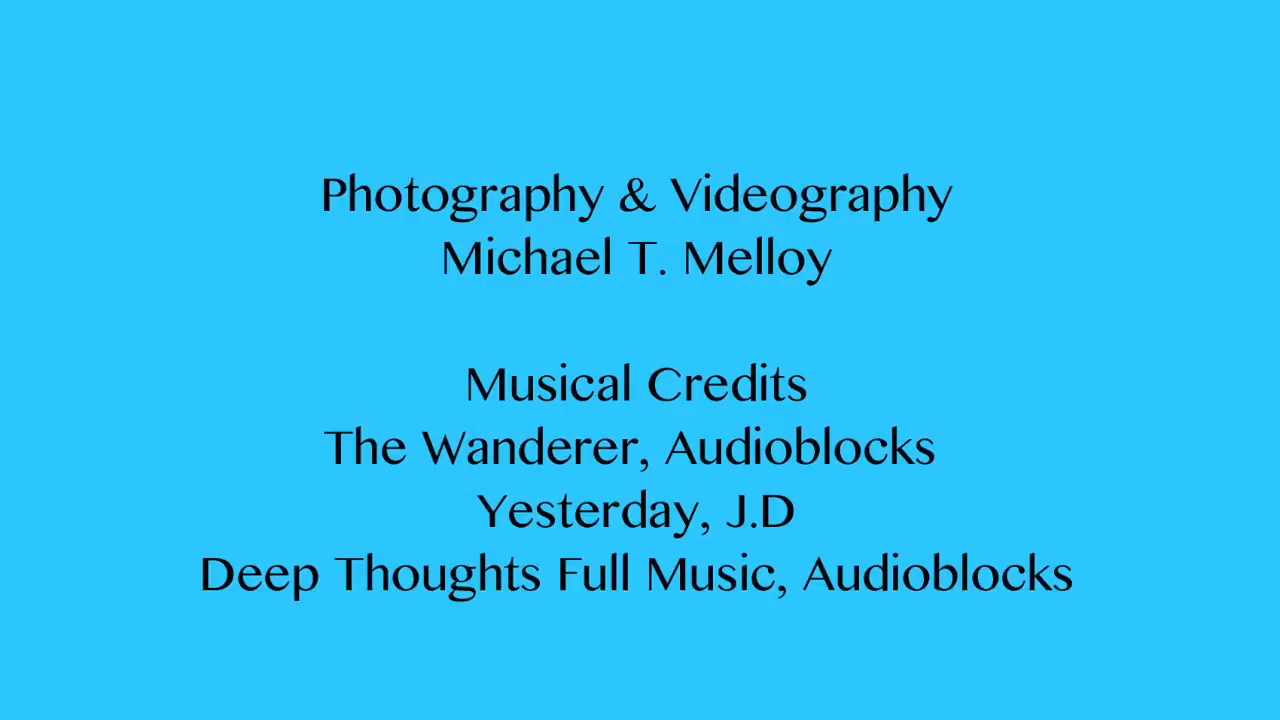 Photography & Videography
Michael T. Melloy
Musical Credits
The Wanderer, Audioblocks
Yesterday, J.D
Deep Thoughts Full Music, Audioblocks